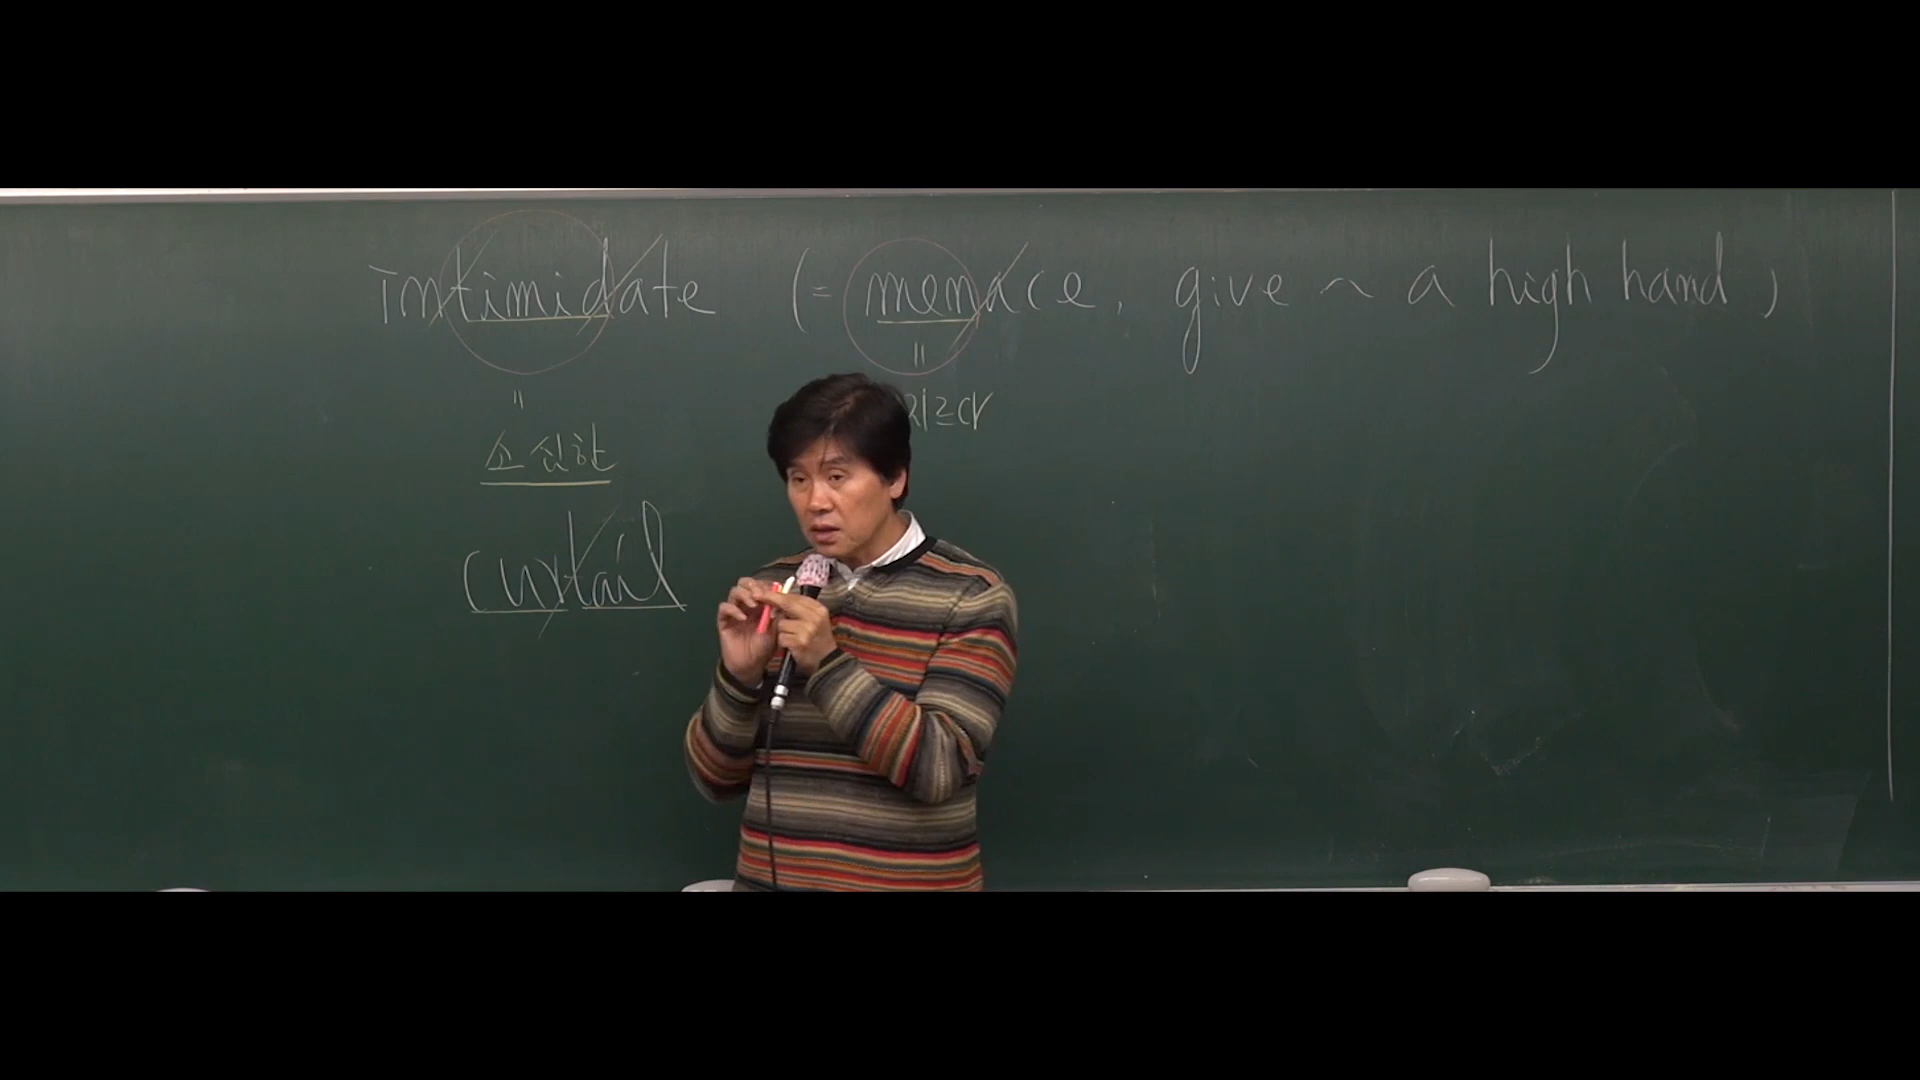 intimidate (= menace, give ~ a high hand)
= =
소심한
curtail